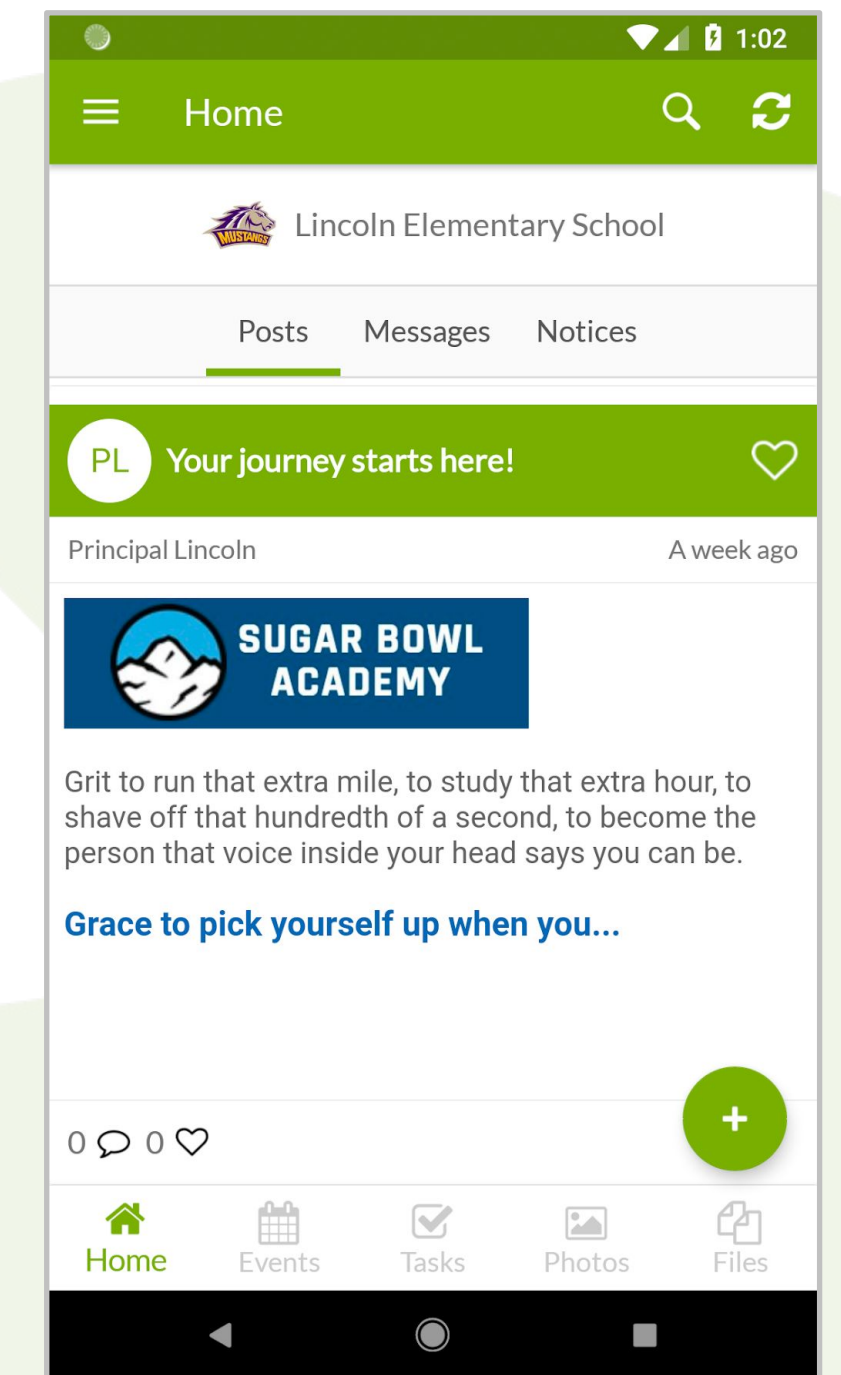 1:02
Home
MUSTANGS
Lincoln Elementary School
Posts Messages Notices
PL Your journey starts here!
Principal Lincoln A week ago
SUGAR BOWL
ACADEMY
Grit to run that extra mile, to study that extra hour, to
shave off that hundredth of a second, to become the
person that voice inside your head says you can be.
Grace to pick yourself up when you...
0 0
+
Home Events Tasks Photos Files